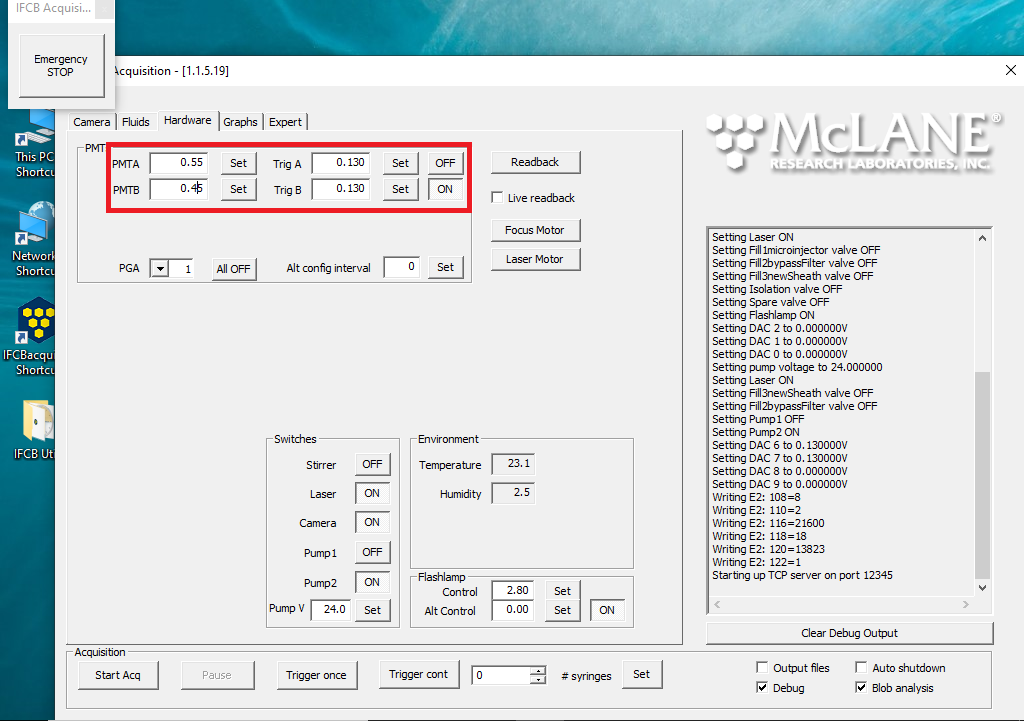 IFCB Acquisi...
Emergency
STOP
Acquisition - [1.1.5.19]
Camera Fluids Hardware Graphs Expert
PMT
PMTA 0.55 Set Trig A 0.130 Set OFF
PMTB 0.45 Set Trig B 0.130 Set ON
PGA 1 All OFF Alt config interval 0 Set
Readback
Live readback
Focus Motor
Laser Motor
Switches
Stirrer OFF
Laser ON
Camera ON
Pump1 OFF
Pump2 ON
Pump V 24.0 Set
Environment
Temperature 23.1
Humidity 2.5
Flashlamp
Control 2.80 Set
Alt Control 0.00 Set ON
McLANE®
RESEARCH LABORATORIES, INC.
Setting Laser ON
Setting Fill1microinjector valve OFF
Setting Fill2bypassFilter valve OFF
Setting Fill3newSheath valve OFF
Setting Isolation valve OFF
Setting Spare valve OFF
Setting Flashlamp ON
Setting DAC 2 to 0.000000V
Setting DAC 1 to 0.000000V
Setting DAC 0 to 0.000000V
Setting pump voltage to 24.000000
Setting Laser ON
Setting Fill3newSheath valve OFF
Setting Fill2bypassFilter valve OFF
Setting Pump1 OFF
Setting Pump2 ON
Setting DAC 6 to 0.130000V
Setting DAC 7 to 0.130000V
Setting DAC 8 to 0.000000V
Setting DAC 9 to 0.000000V
Writing E2: 108=8
Writing E2: 110=2
Writing E2: 116=21600
Writing E2: 118=18
Writing E2: 120=13823
Writing E2: 122=1
Starting up TCP server on port 12345
Clear Debug Output
Acquisition
Start Acq Pause Trigger once Trigger cont 0 # syringes Set
Output files Auto shutdown
Debug Blob analysis
This PC
Shortcu
Network
Shortcu
IFCBacqui
Shortcu
IFCB Uti